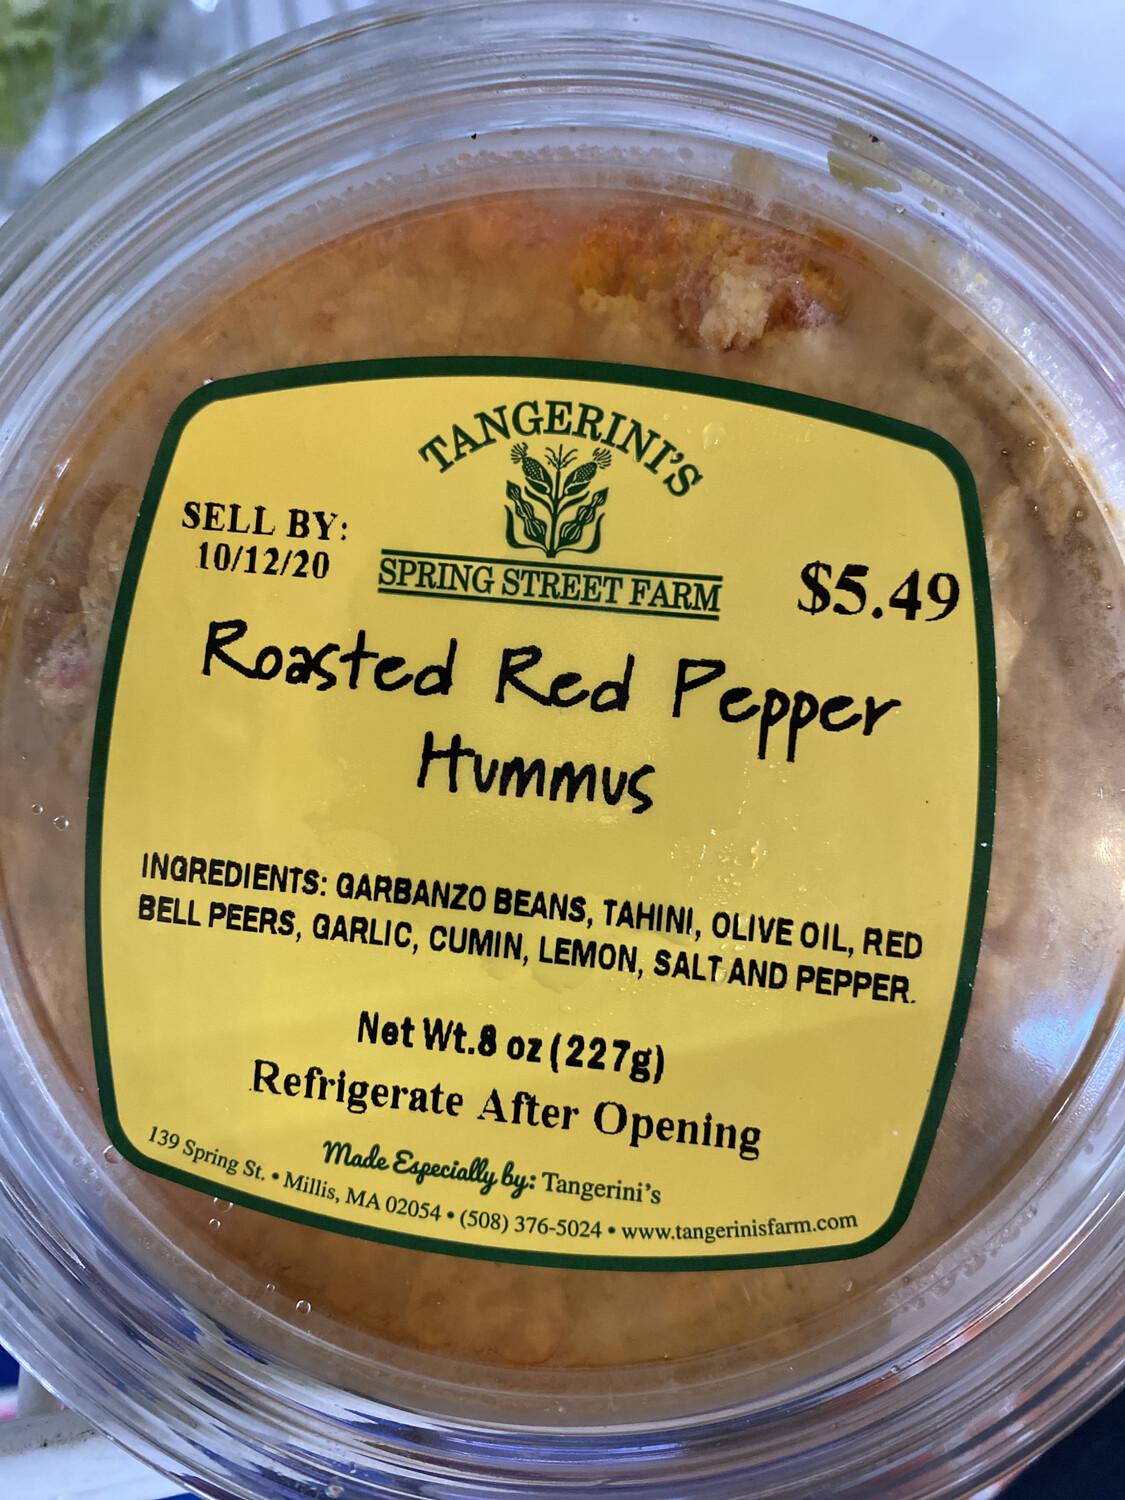 TANGERINI'S
SPRING STREET FARM
SELL BY:
10/12/20
$5.49
Roasted Red Pepper
Hummus
INGREDIENTS: GARBANZO BEANS, TAHINI, OLIVE OIL, RED
BELL PEERS, GARLIC, CUMIN, LEMON, SALT AND PEPPER.
Net Wt.8 oz (227g)
Refrigerate After Opening
Made Especially by: Tangerini's
139 Spring St. • Millis, MA 02054 • (508) 376-5024 • www.tangerinisfarm.com